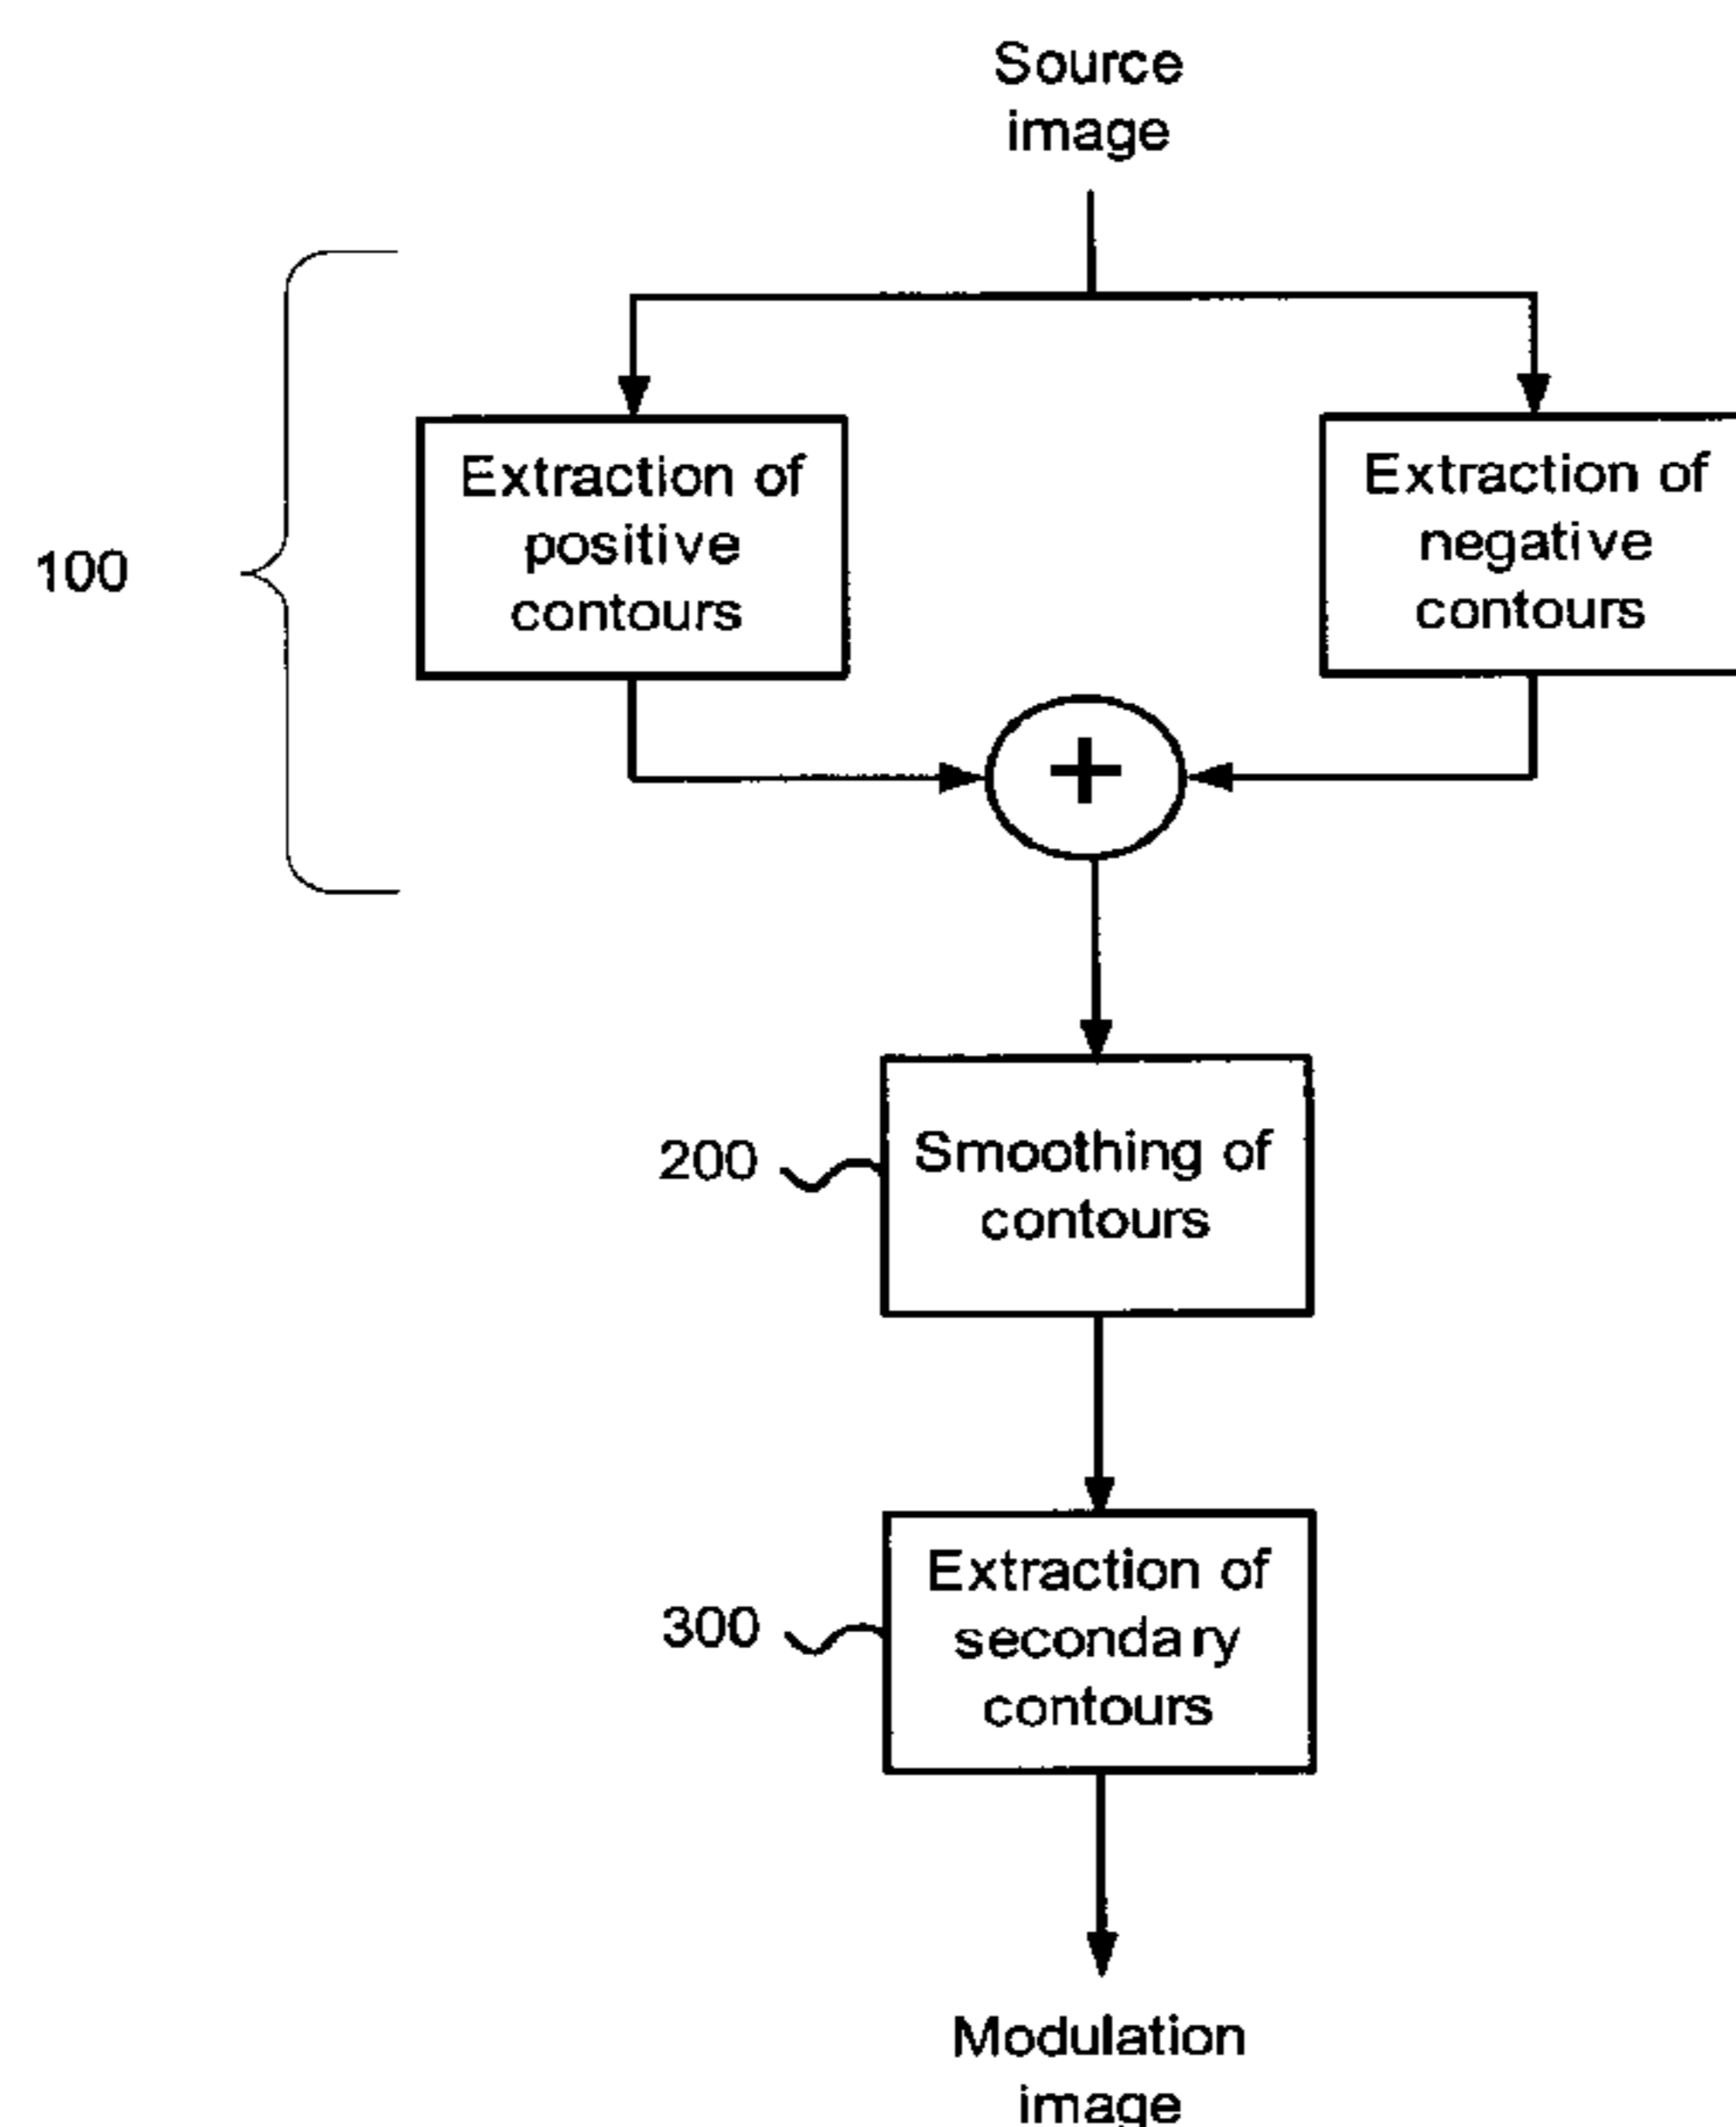 Source
image
Extraction of
positive
contours
Extraction of
negative
contours
100
+
200
Smoothing of
contours
300
Extraction of
secondary
contours
Modulation
image